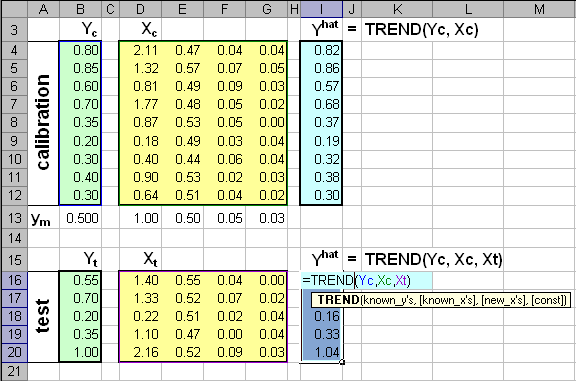 A B C D E F G H I J K L M
3 Yc Xc Yhat = TREND(Yc, Xc)
4 0.80 2.11 0.47 0.04 0.04 0.82
5 0.85 1.32 0.57 0.07 0.05 0.86
6 0.60 0.81 0.49 0.09 0.03 0.57
7 0.70 1.77 0.48 0.05 0.02 0.68
8 0.35 0.87 0.53 0.05 0.00 0.37
9 0.20 0.18 0.49 0.03 0.04 0.19
10 0.30 0.40 0.44 0.06 0.04 0.32
11 0.40 0.90 0.53 0.02 0.03 0.38
12 0.30 0.64 0.51 0.04 0.02 0.30
calibration
13 ym 0.500 1.00 0.50 0.05 0.03
14
15 Yt Xt Yhat = TREND(Yc, Xc, Xt)
16 0.55 1.40 0.55 0.04 0.00 =TREND(Yc,Xc,Xt)
17 0.70 1.33 0.52 0.07 0.02 TREND(known_y's, [known_x's], [new_x's], [const])
18 0.20 0.22 0.51 0.02 0.04 0.16
19 0.35 1.10 0.47 0.00 0.04 0.33
20 1.00 2.16 0.52 0.09 0.03 1.04
test
21